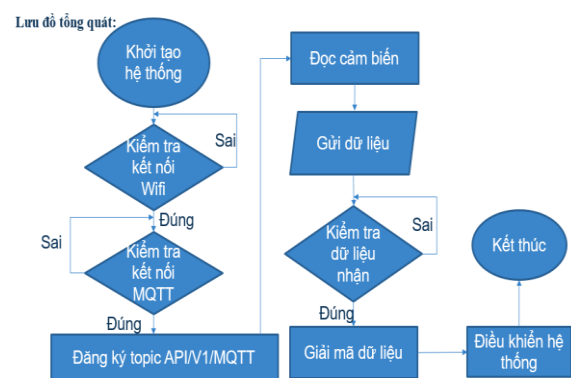 Lưu đồ tổng quát:
Khởi tạo
hệ thống
Kiểm tra
kết nối
Wifi
Sai
Đúng
Kiểm tra
kết nối
MQTT
Sai
Đúng
Đăng ký topic API/V1/MQTT
Đọc cảm biến
Gửi dữ liệu
Kiểm tra
dữ liệu
nhận
Sai
Đúng
Giải mã dữ liệu
Điều khiển hệ
thống
Kết thúc